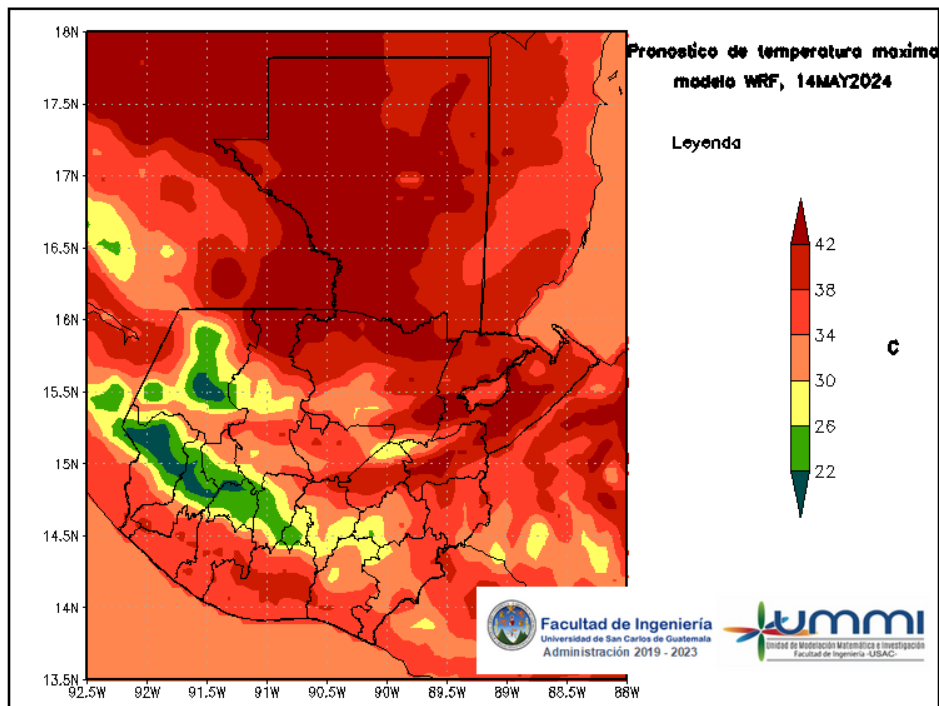 Pronostico de temperatura maxima
modelo WRF, 14MAY2024
Leyenda
42
38
34
30
26
22
C
18N
17.5N
17N
16.5N
16N
15.5N
15N
14.5N
14N
13.5N
92.5W 92W 91.5W 91W 90.5W 90W 89.5W 89W 88.5W 88W
Facultad de Ingeniería
Universidad de San Carlos de Guatemala
Administración 2019 - 2023
ummi
Unidad de Modelación Matemática e Investigación
Facultad de Ingeniería -USAC-